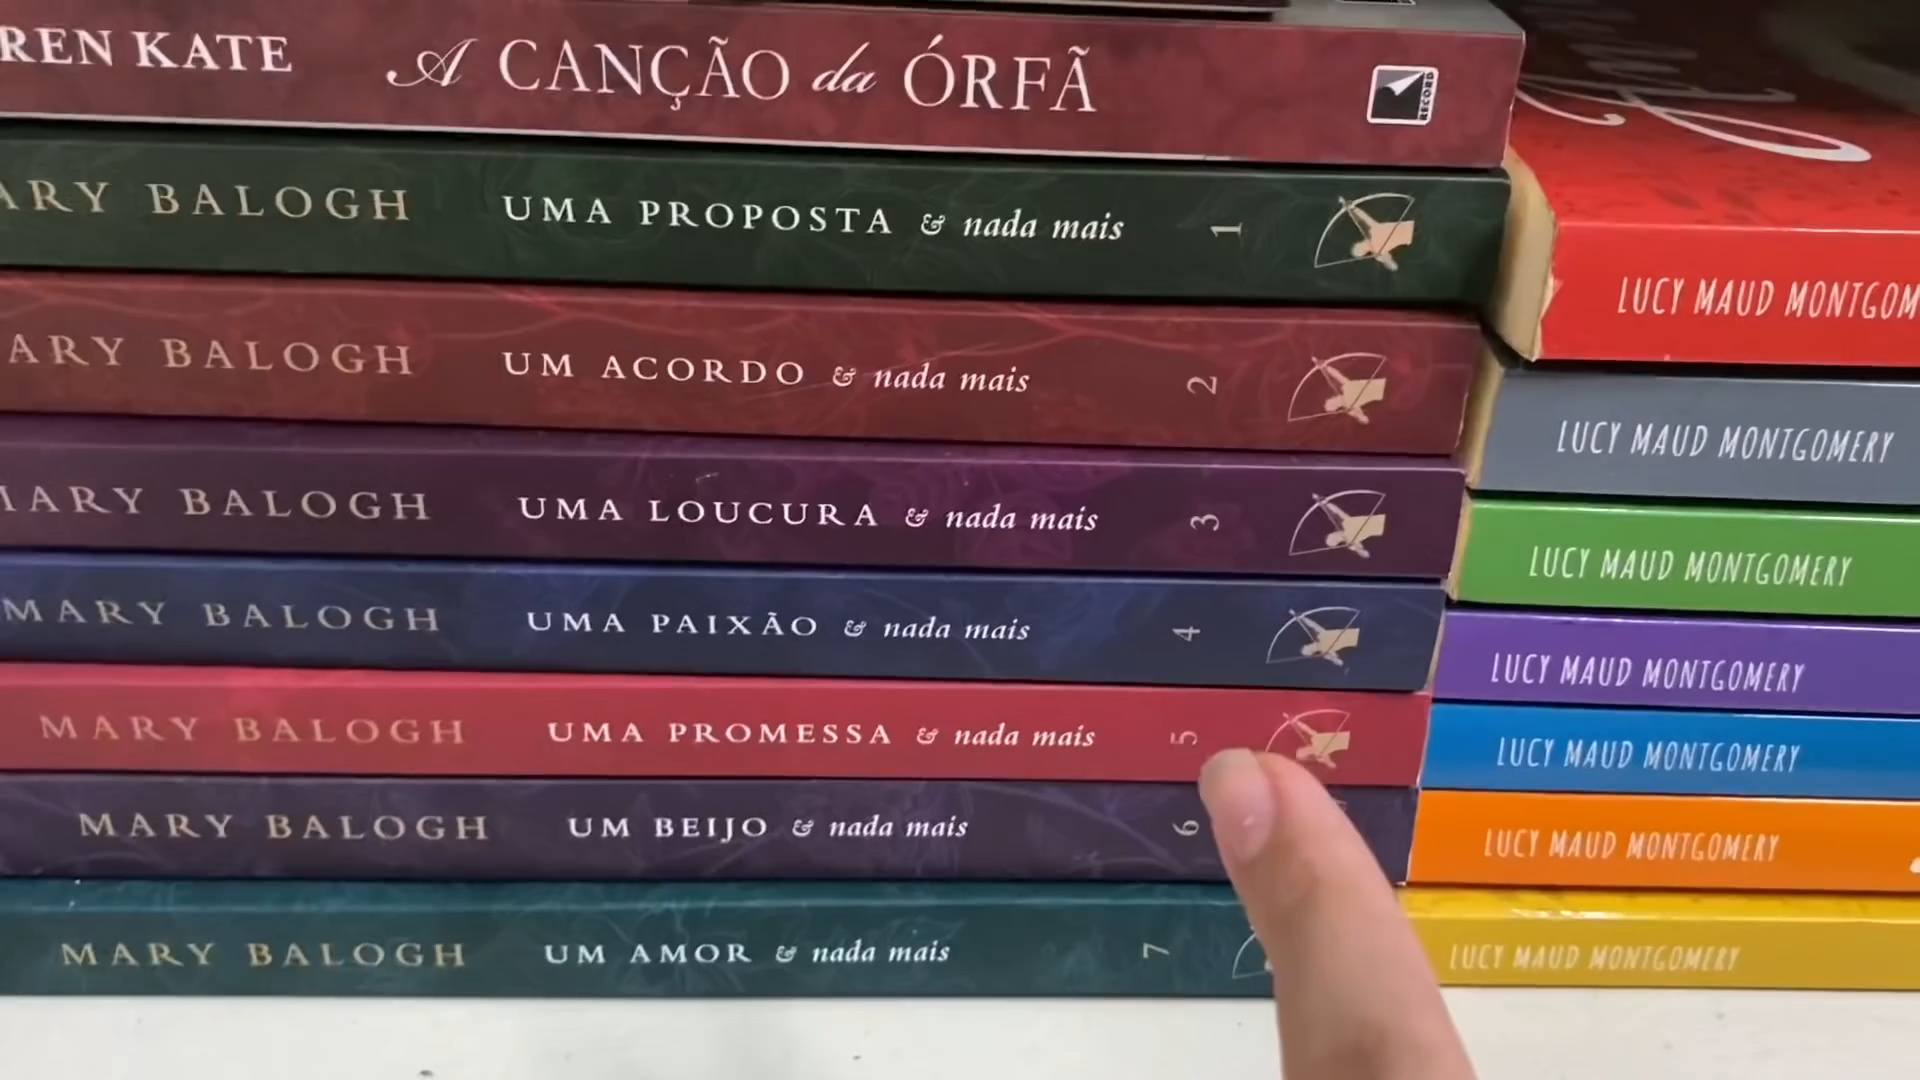 REN KATE A CANÇÃO da ÓRFÃ RECORD
ARY BALOGH UMA PROPOSTA & nada mais 1
ARY BALOGH UM ACORDO & nada mais 2
MARY BALOGH UMA LOUCURA & nada mais 3
MARY BALOGH UMA PAIXÃO & nada mais 4
MARY BALOGH UMA PROMESSA & nada mais 5
MARY BALOGH UM BEIJO & nada mais 6
MARY BALOGH UM AMOR & nada mais 7
LUCY MAUD MONTGOM
LUCY MAUD MONTGOMERY
LUCY MAUD MONTGOMERY
LUCY MAUD MONTGOMERY
LUCY MAUD MONTGOMERY
LUCY MAUD MONTGOMERY
LUCY MAUD MONTGOMERY